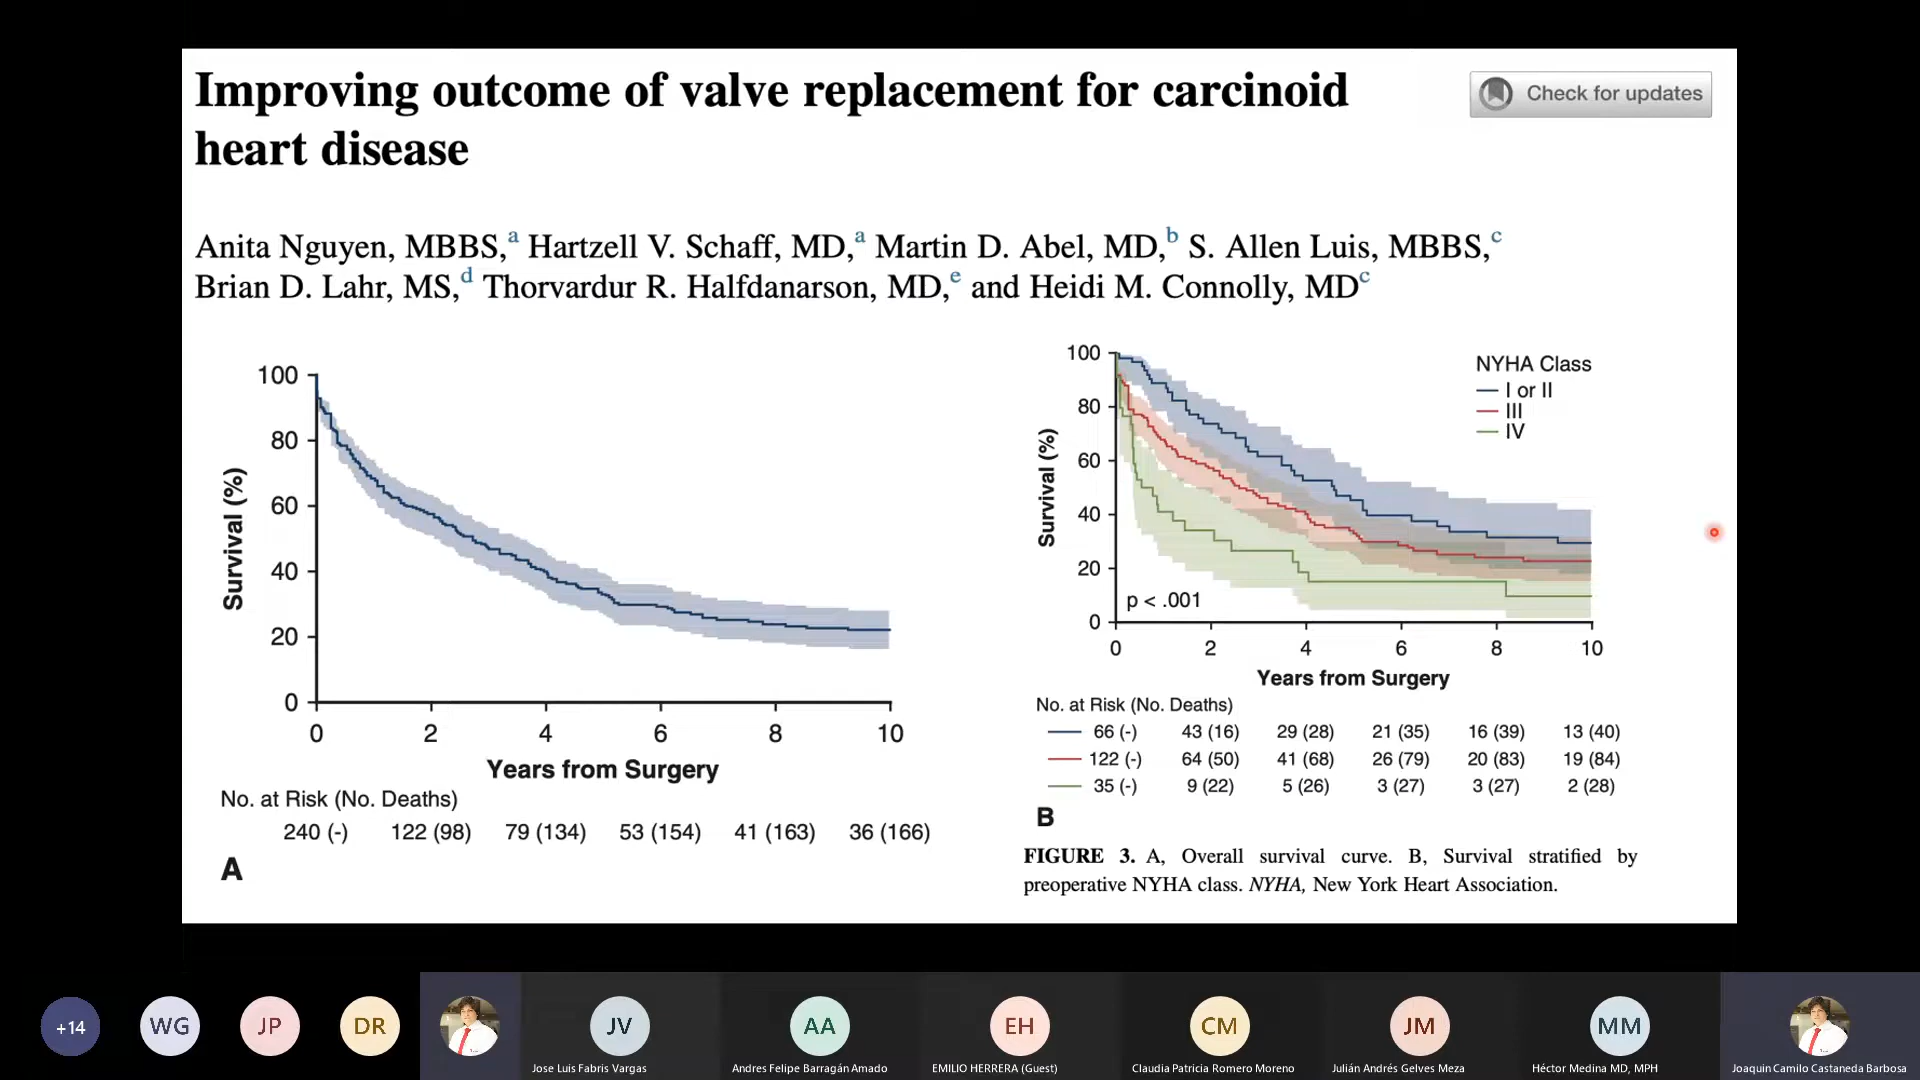 Improving outcome of valve replacement for carcinoid
heart disease
Check for updates
Anita Nguyen, MBBS,a Hartzell V. Schaff, MD,a Martin D. Abel, MD,b S. Allen Luis, MBBS,c
Brian D. Lahr, MS,d Thorvardur R. Halfdanarson, MD,e and Heidi M. Connolly, MDc
100
80
60
40
20
0
Survival (%)
0 2 4 6 8 10
Years from Surgery
No. at Risk (No. Deaths)
240 (-) 122 (98) 79 (134) 53 (154) 41 (163) 36 (166)
A
100
80
60
40
20
0
Survival (%)
NYHA Class
I or II
III
IV
p < .001
0 2 4 6 8 10
Years from Surgery
No. at Risk (No. Deaths)
66 (-) 43 (16) 29 (28) 21 (35) 16 (39) 13 (40)
122 (-) 64 (50) 41 (68) 26 (79) 20 (83) 19 (84)
35 (-) 9 (22) 5 (26) 3 (27) 3 (27) 2 (28)
B
FIGURE 3. A, Overall survival curve. B, Survival stratified by
preoperative NYHA class. NYHA, New York Heart Association.
+14 WG JP DR JV AA EH CM JM MM
Jose Luis Fabris Vargas Andres Felipe Barragán Amado EMILIO HERRERA (Guest) Claudia Patricia Romero Moreno Julián Andrés Gelves Meza Héctor Medina MD, MPH Joaquin Camilo Castaneda Barbosa